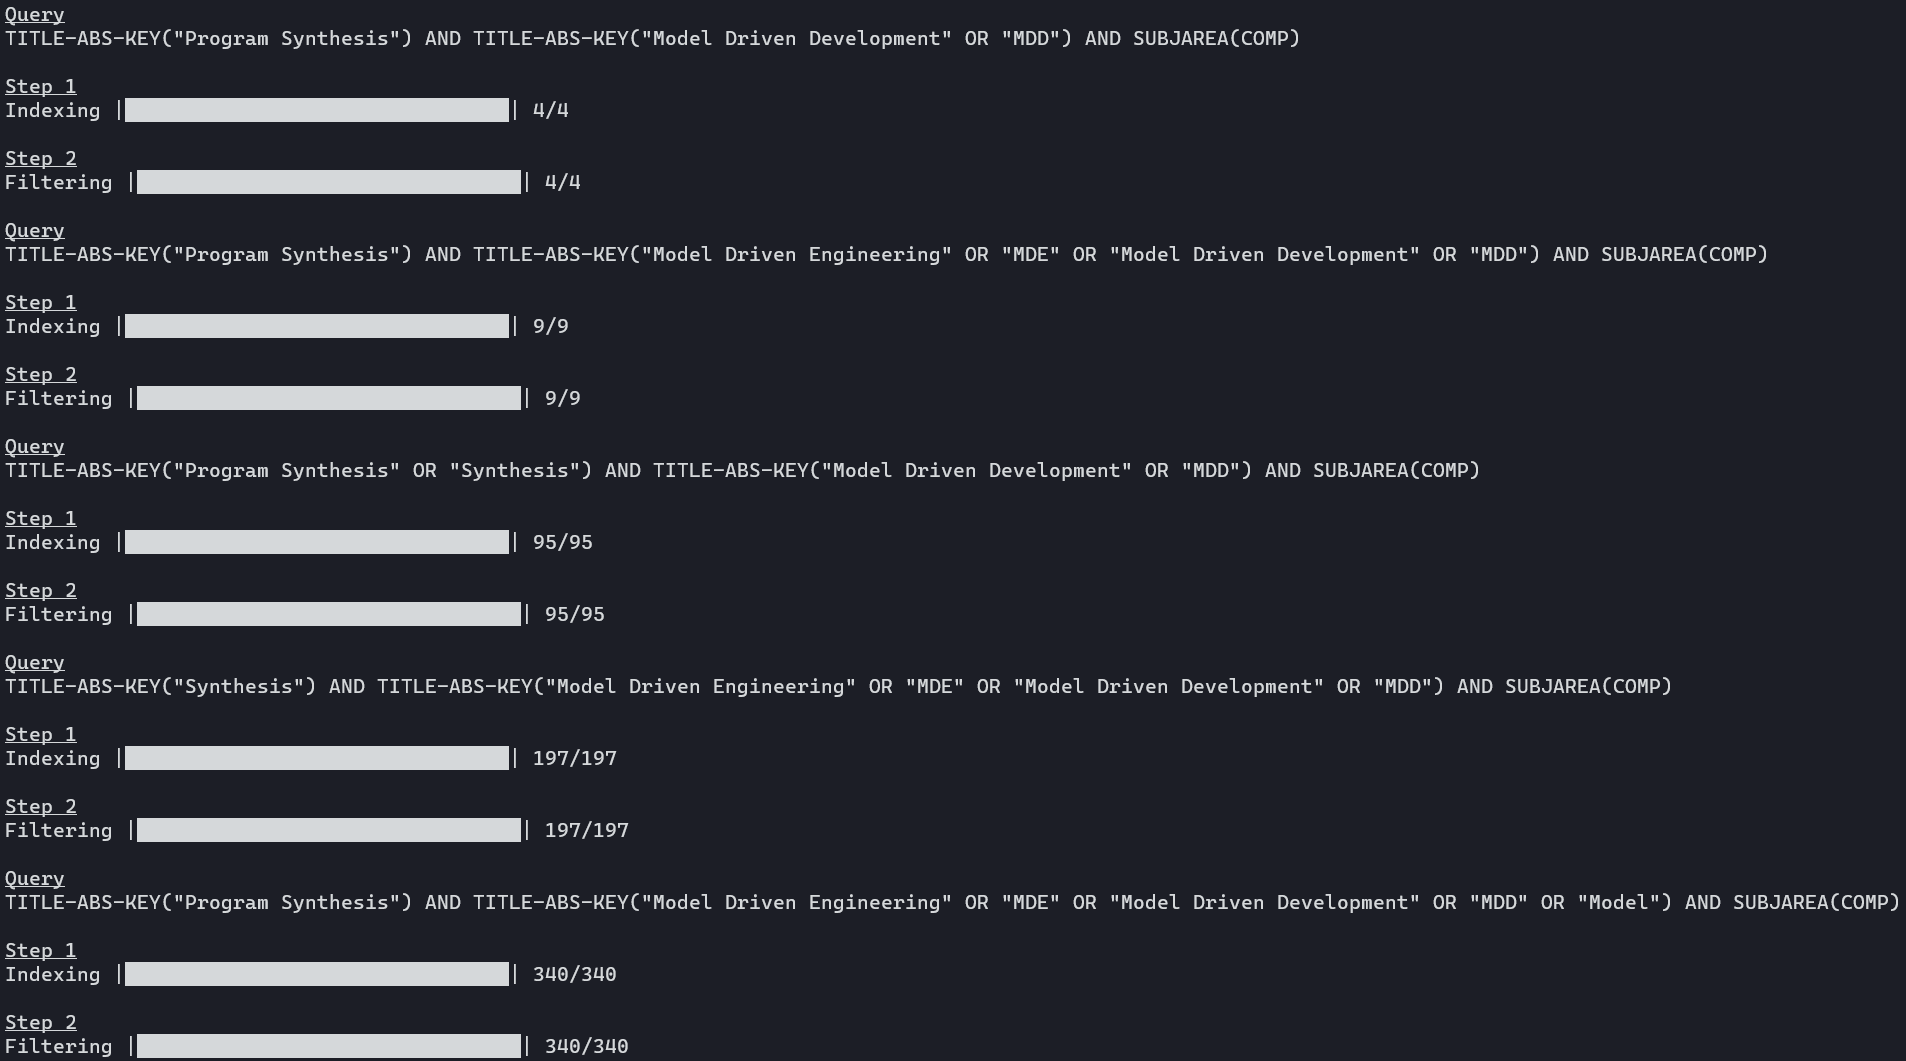 Query
TITLE-ABS-KEY("Program Synthesis") AND TITLE-ABS-KEY("Model Driven Development" OR "MDD") AND SUBJAREA(COMP)
Step 1
Indexing || 4/4
Step 2
Filtering || 4/4
Query
TITLE-ABS-KEY("Program Synthesis") AND TITLE-ABS-KEY("Model Driven Engineering" OR "MDE" OR "Model Driven Development" OR "MDD") AND SUBJAREA(COMP)
Step 1
Indexing || 9/9
Step 2
Filtering || 9/9
Query
TITLE-ABS-KEY("Program Synthesis" OR "Synthesis") AND TITLE-ABS-KEY("Model Driven Development" OR "MDD") AND SUBJAREA(COMP)
Step 1
Indexing || 95/95
Step 2
Filtering || 95/95
Query
TITLE-ABS-KEY("Synthesis") AND TITLE-ABS-KEY("Model Driven Engineering" OR "MDE" OR "Model Driven Development" OR "MDD") AND SUBJAREA(COMP)
Step 1
Indexing || 197/197
Step 2
Filtering || 197/197
Query
TITLE-ABS-KEY("Program Synthesis") AND TITLE-ABS-KEY("Model Driven Engineering" OR "MDE" OR "Model Driven Development" OR "MDD" OR "Model") AND SUBJAREA(COMP)
Step 1
Indexing || 340/340
Step 2
Filtering || 340/340